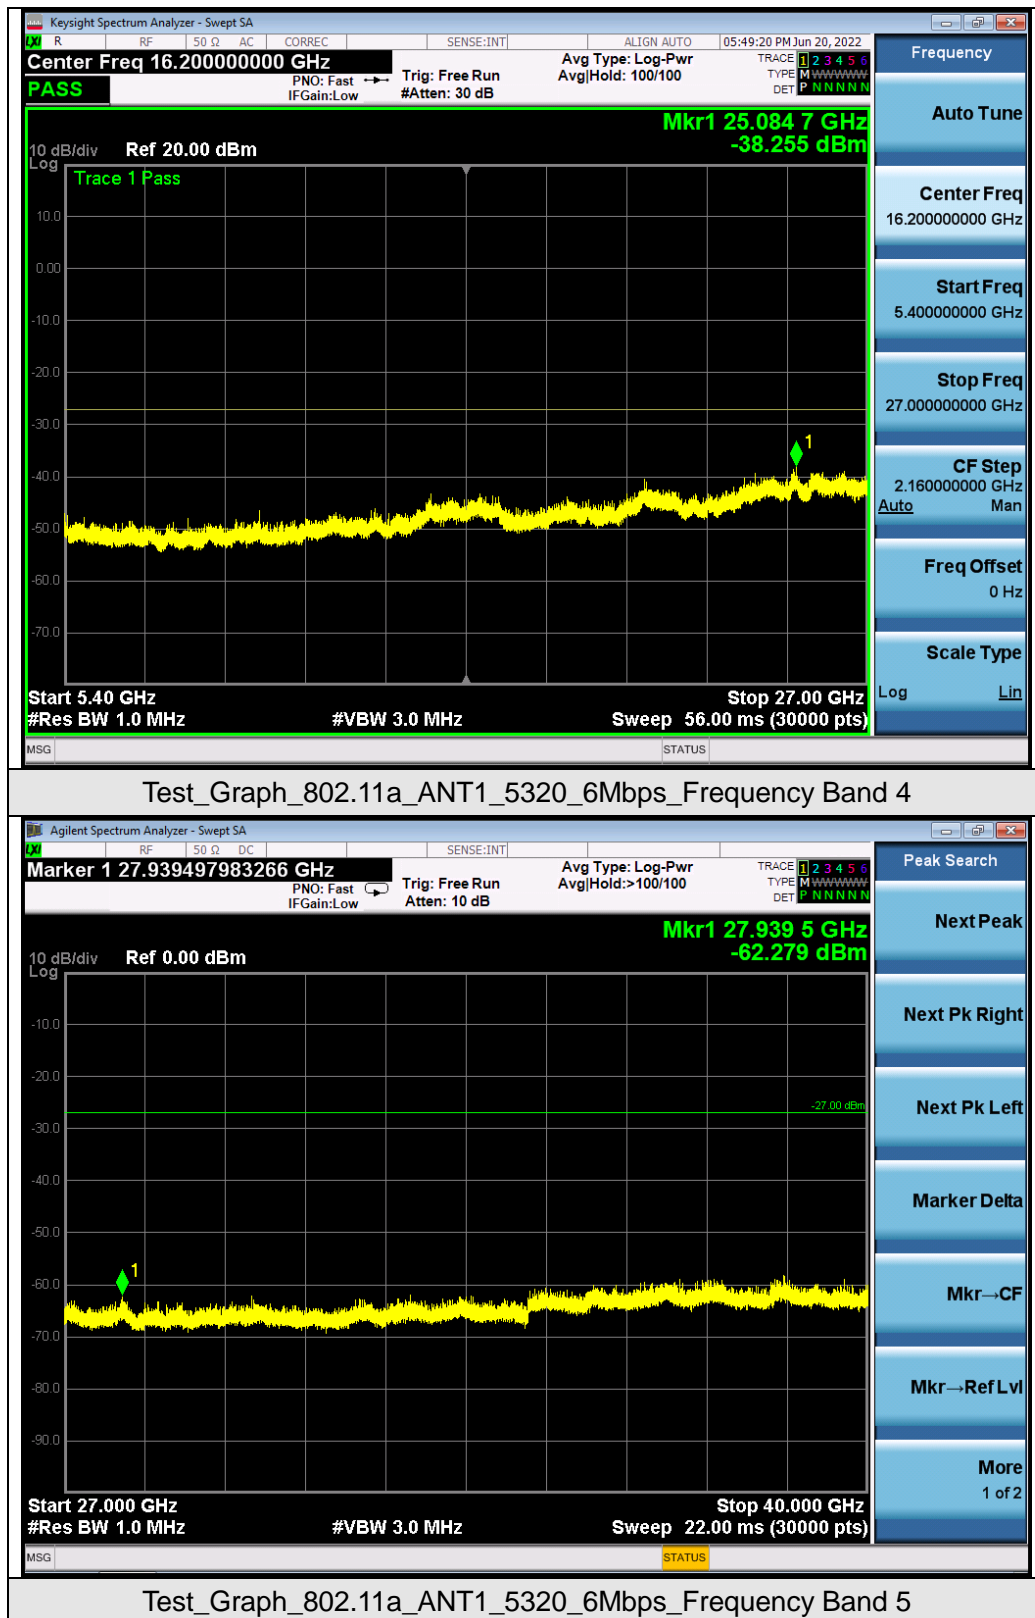 Keysight Spectrum Analyzer - Swept SA
LXI R RF 50 Ω AC CORREC SENSE:INT ALIGN AUTO 05:49:20 PM Jun 20, 2022
Center Freq 16.200000000 GHz
PASS
PNO: Fast
IFGain:Low
Trig: Free Run
#Atten: 30 dB
Avg Type: Log-Pwr
Avg|Hold: 100/100
TRACE 1 2 3 4 5 6
TYPE M WWWWW
DET P N N N N N
Mkr1 25.084 7 GHz
-38.255 dBm
10 dB/div Ref 20.00 dBm
Log
Trace 1 Pass
10.0
0.00
-10.0
-20.0
-30.0
-40.0
-50.0
-60.0
-70.0
1
Start 5.40 GHz Stop 27.00 GHz
#Res BW 1.0 MHz #VBW 3.0 MHz Sweep 56.00 ms (30000 pts)
MSG STATUS
Frequency
Auto Tune
Center Freq
16.200000000 GHz
Start Freq
5.400000000 GHz
Stop Freq
27.000000000 GHz
CF Step
2.160000000 GHz
Auto Man
Freq Offset
0 Hz
Scale Type
Log Lin
Test_Graph_802.11a_ANT1_5320_6Mbps_Frequency Band 4
Agilent Spectrum Analyzer - Swept SA
LXI RF 50 Ω DC SENSE:INT
Marker 1 27.939497983266 GHz
PNO: Fast
IFGain:Low
Trig: Free Run
Atten: 10 dB
Avg Type: Log-Pwr
Avg|Hold:>100/100
TRACE 1 2 3 4 5 6
TYPE M WWWWW
DET P N N N N N
Mkr1 27.939 5 GHz
-62.279 dBm
10 dB/div Ref 0.00 dBm
Log
-10.0
-20.0
-27.00 dBm
-30.0
-40.0
-50.0
-60.0
-70.0
-80.0
-90.0
1
Start 27.000 GHz Stop 40.000 GHz
#Res BW 1.0 MHz #VBW 3.0 MHz Sweep 22.00 ms (30000 pts)
MSG STATUS
Peak Search
Next Peak
Next Pk Right
Next Pk Left
Marker Delta
Mkr→CF
Mkr→Ref Lvl
More
1 of 2
Test_Graph_802.11a_ANT1_5320_6Mbps_Frequency Band 5